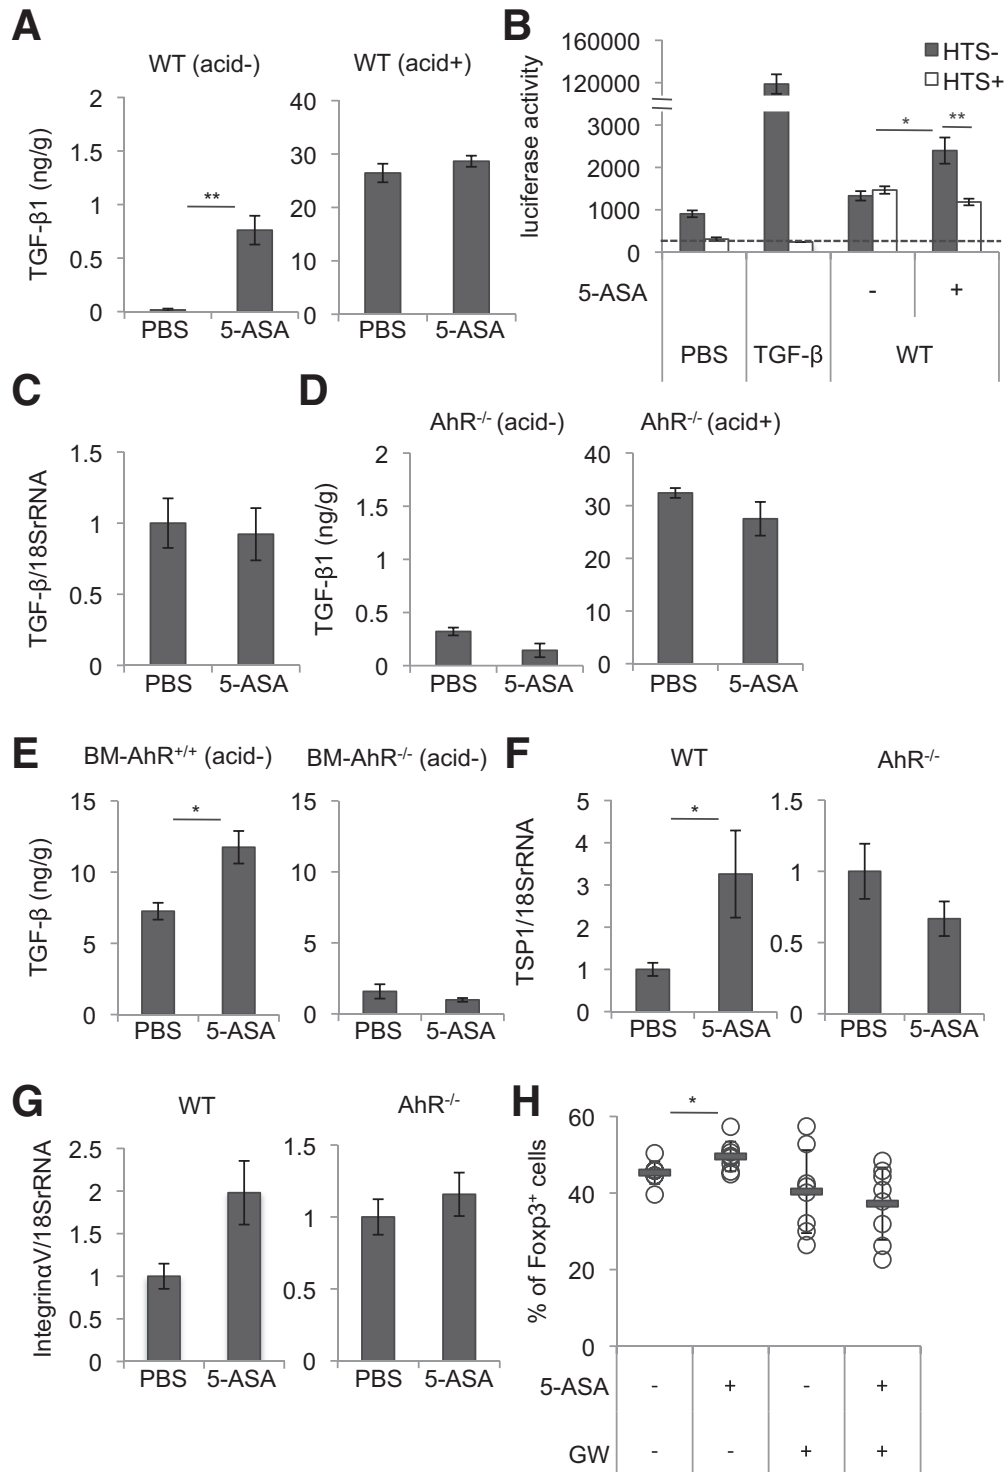 A
WT (acid-)
WT (acid+)
TGF-β1 (ng/g)
2
1.5
1
0.5
0
**
PBS 5-ASA
40
30
20
10
0
PBS 5-ASA
B
luciferase activity
160000
120000
3000
2000
1000
0
HTS-
HTS+
*
**
5-ASA - +
PBS TGF-β WT
C
TGF-β/18SrRNA
1.5
1
0.5
0
PBS 5-ASA
D
AhR-/- (acid-)
AhR-/- (acid+)
TGF-β1 (ng/g)
2
1.5
1
0.5
0
PBS 5-ASA
40
30
20
10
0
PBS 5-ASA
E
BM-AhR+/+ (acid-)
BM-AhR-/- (acid-)
TGF-β (ng/g)
15
10
5
0
*
PBS 5-ASA
15
10
5
0
PBS 5-ASA
F
WT
AhR-/-
TSP1/18SrRNA
5
4
3
2
1
0
*
PBS 5-ASA
1.5
1
0.5
0
PBS 5-ASA
G
WT
AhR-/-
IntegrinαV/18SrRNA
2.5
2
1.5
1
0.5
0
PBS 5-ASA
1.5
1
0.5
0
PBS 5-ASA
H
% of Foxp3+ cells
60
40
20
0
*
5-ASA - + - +
GW - - + +